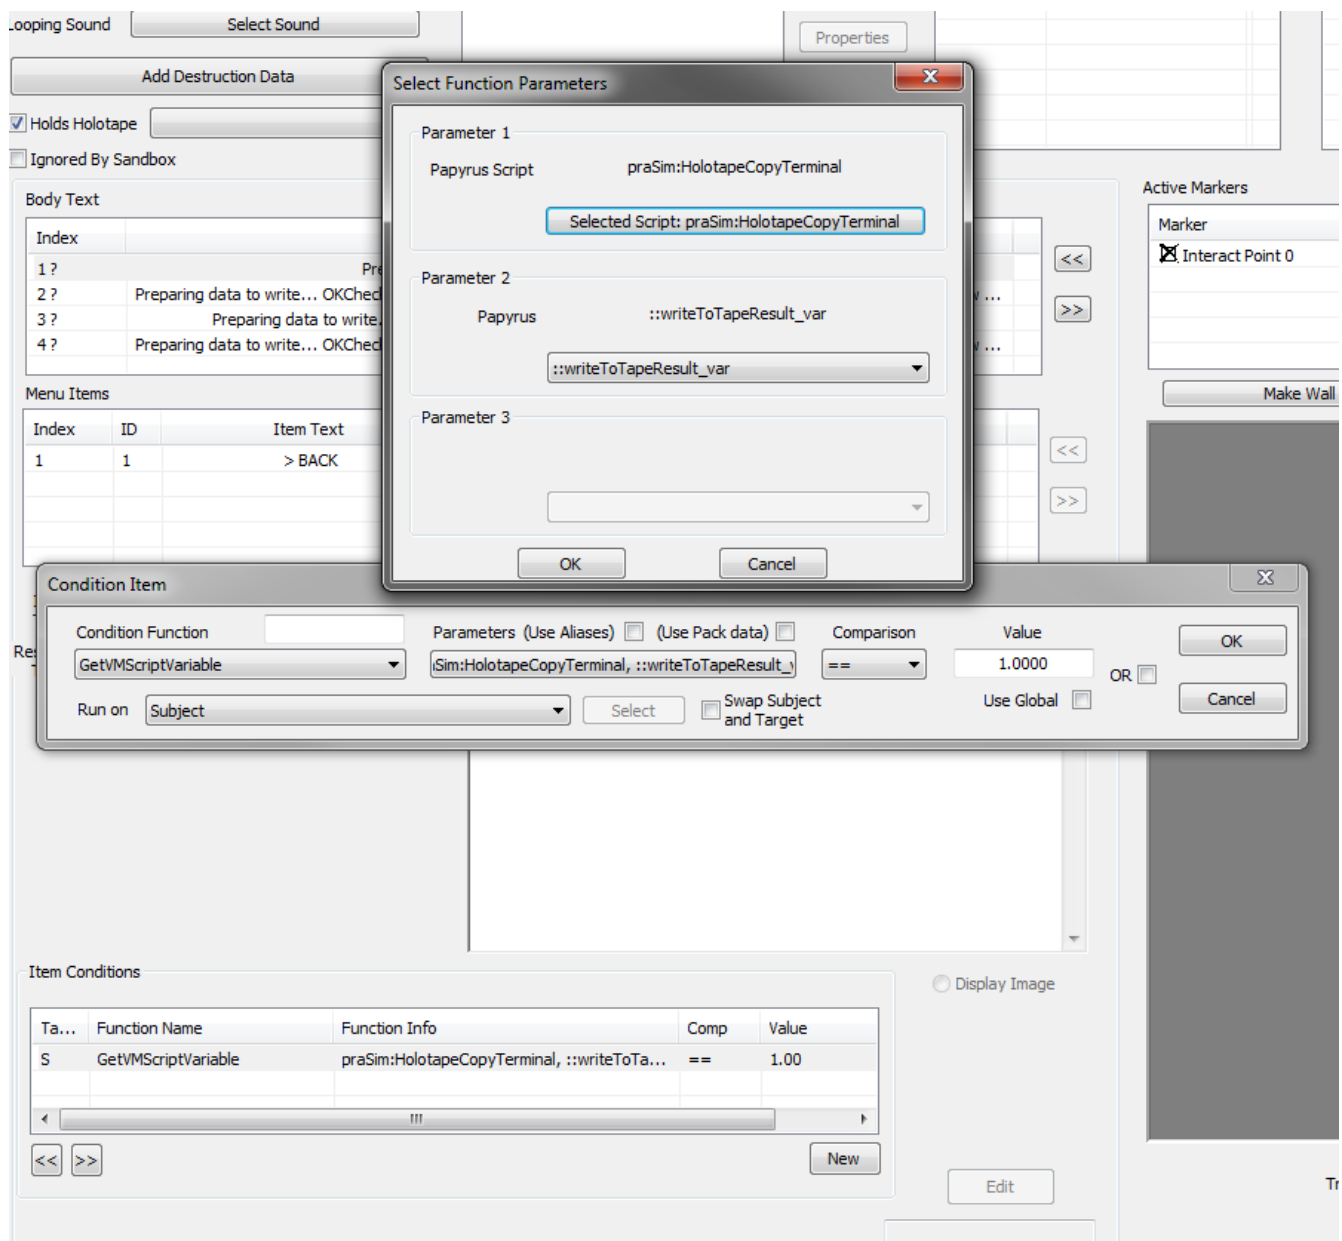 Looping Sound
Select Sound
Properties
Add Destruction Data
Select Function Parameters
Holds Holotape
Ignored By Sandbox
Parameter 1
Papyrus Script
praSim:HolotapeCopyTerminal
Selected Script: praSim:HolotapeCopyTerminal
Body Text
Index
1 ?
Pre
2 ? Preparing data to write... OKChec
3 ? Preparing data to write.
4 ? Preparing data to write... OKChec
...
...
<<
>>
Parameter 2
Papyrus
::writeToTapeResult_var
::writeToTapeResult_var
Active Markers
Marker
Interact Point 0
Make Wall
Menu Items
Index ID Item Text
1 1 > BACK
<<
>>
Parameter 3
OK
Cancel
Condition Item
Condition Function
Parameters (Use Aliases) (Use Pack data) Comparison Value
GetVMScriptVariable
Sim:HolotapeCopyTerminal, ::writeToTapeResult_v
==
1.0000
OR
OK
Run on Subject
Select
Swap Subject
and Target
Use Global
Cancel
Res
Item Conditions
Display Image
Ta... Function Name Function Info Comp Value
S GetVMScriptVariable praSim:HolotapeCopyTerminal, ::writeToTa... == 1.00
<< >>
New
Edit
Tr